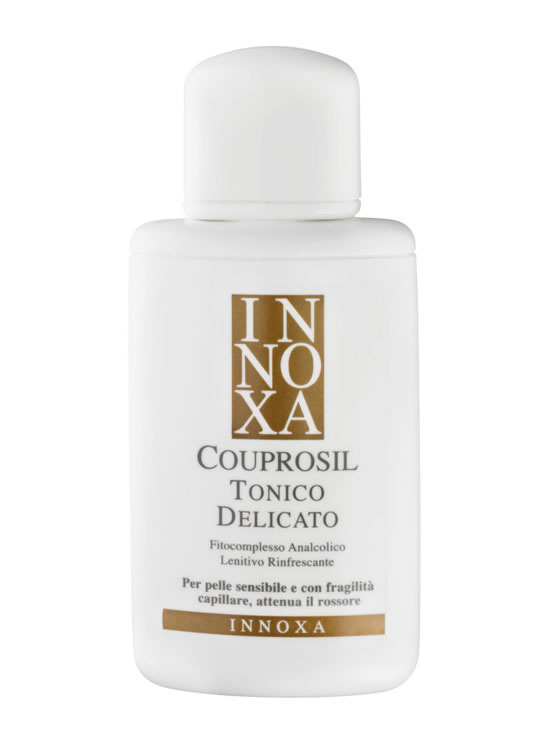 IN
NO
XA
COUPROSIL
TONICO
DELICATO
Fitocomplesso Analcolico
Lenitivo Rinfrescante
Per pelle sensibile e con fragilità
capillare, attenua il rossore
INNOXA